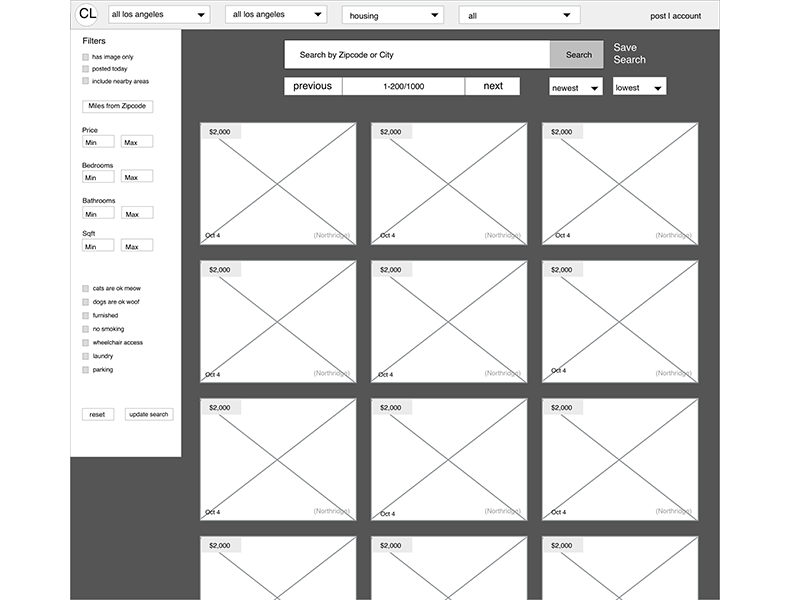 CL
all los angeles
all los angeles
housing
all
post | account
Filters
has image only
posted today
include nearby areas
Miles from Zipcode
Price
Min Max
Bedrooms
Min Max
Bathrooms
Min Max
Sqft
Min Max
cats are ok meow
dogs are ok woof
furnished
no smoking
wheelchair access
laundry
parking
reset update search
Search by Zipcode or City Search
Save
Search
previous 1-200/1000 next
newest lowest
$2,000 $2,000 $2,000
Oct 4 (Northridge) Oct 4 (Northridge) Oct 4 (Northridge)
$2,000 $2,000 $2,000
Oct 4 (Northridge) Oct 4 (Northridge) Oct 4 (Northridge)
$2,000 $2,000 $2,000
Oct 4 (Northridge) Oct 4 (Northridge) Oct 4 (Northridge)
$2,000 $2,000 $2,000